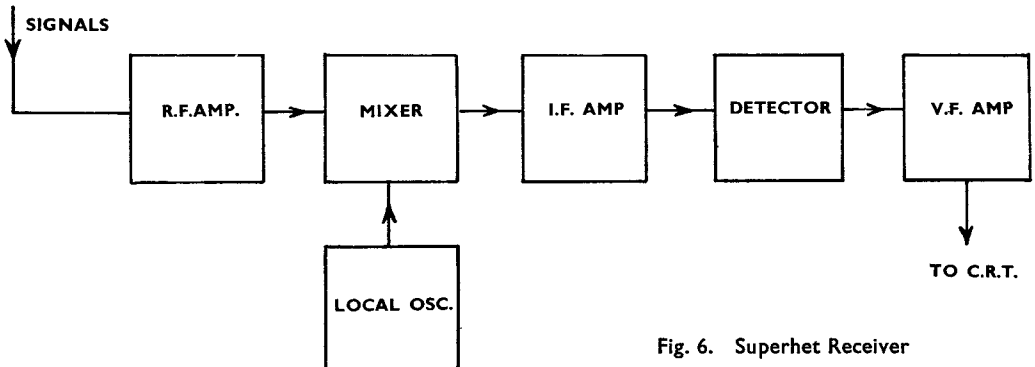 SIGNALS
R.F.AMP.
MIXER
I.F. AMP
DETECTOR
V.F. AMP
LOCAL OSC.
TO C.R.T.
Fig. 6. Superhet Receiver